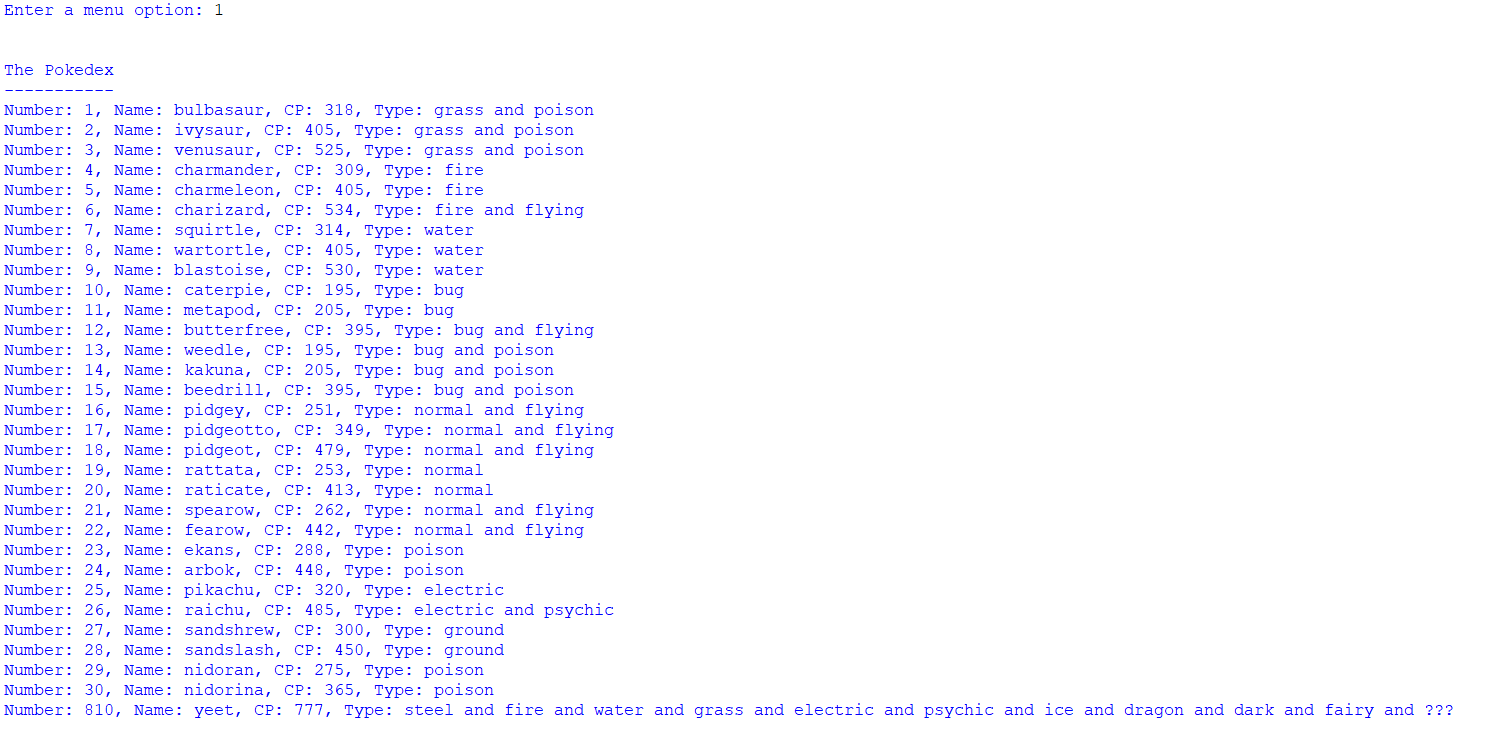 Enter a menu option: 1
The Pokedex
-----------
Number: 1, Name: bulbasaur, CP: 318, Type: grass and poison
Number: 2, Name: ivysaur, CP: 405, Type: grass and poison
Number: 3, Name: venusaur, CP: 525, Type: grass and poison
Number: 4, Name: charmander, CP: 309, Type: fire
Number: 5, Name: charmeleon, CP: 405, Type: fire
Number: 6, Name: charizard, CP: 534, Type: fire and flying
Number: 7, Name: squirtle, CP: 314, Type: water
Number: 8, Name: wartortle, CP: 405, Type: water
Number: 9, Name: blastoise, CP: 530, Type: water
Number: 10, Name: caterpie, CP: 195, Type: bug
Number: 11, Name: metapod, CP: 205, Type: bug
Number: 12, Name: butterfree, CP: 395, Type: bug and flying
Number: 13, Name: weedle, CP: 195, Type: bug and poison
Number: 14, Name: kakuna, CP: 205, Type: bug and poison
Number: 15, Name: beedrill, CP: 395, Type: bug and poison
Number: 16, Name: pidgey, CP: 251, Type: normal and flying
Number: 17, Name: pidgeotto, CP: 349, Type: normal and flying
Number: 18, Name: pidgeot, CP: 479, Type: normal and flying
Number: 19, Name: rattata, CP: 253, Type: normal
Number: 20, Name: raticate, CP: 413, Type: normal
Number: 21, Name: spearow, CP: 262, Type: normal and flying
Number: 22, Name: fearow, CP: 442, Type: normal and flying
Number: 23, Name: ekans, CP: 288, Type: poison
Number: 24, Name: arbok, CP: 448, Type: poison
Number: 25, Name: pikachu, CP: 320, Type: electric
Number: 26, Name: raichu, CP: 485, Type: electric and psychic
Number: 27, Name: sandshrew, CP: 300, Type: ground
Number: 28, Name: sandslash, CP: 450, Type: ground
Number: 29, Name: nidoran, CP: 275, Type: poison
Number: 30, Name: nidorina, CP: 365, Type: poison
Number: 810, Name: yeet, CP: 777, Type: steel and fire and water and grass and electric and psychic and ice and dragon and dark and fairy and ???